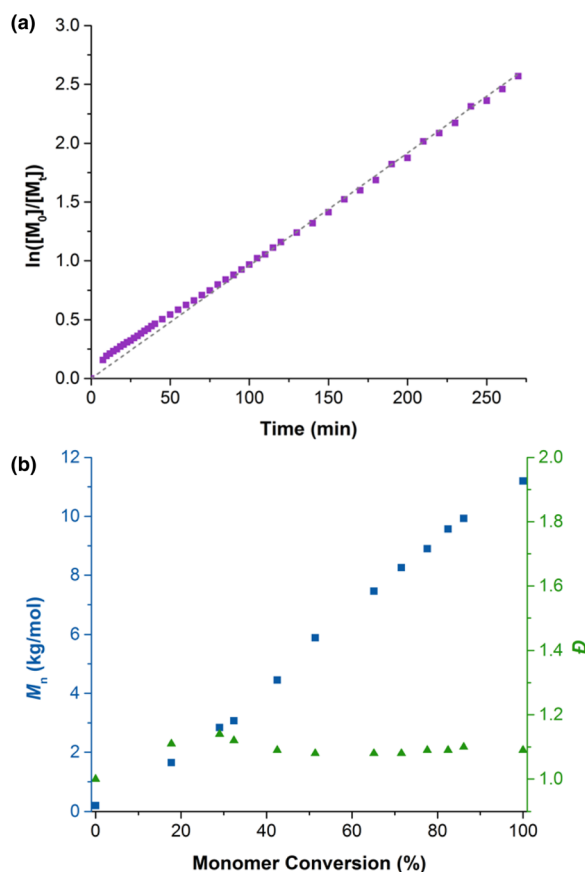 (a)
3.0
2.5
2.0
1.5
1.0
0.5
0.0
ln([M₀]/[Mₜ])
0 50 100 150 200 250
Time (min)
(b)
12
10
8
6
4
2
0
Mₙ (kg/mol)
2.0
1.8
1.6
1.4
1.2
1.0
Đ
0 20 40 60 80 100
Monomer Conversion (%)